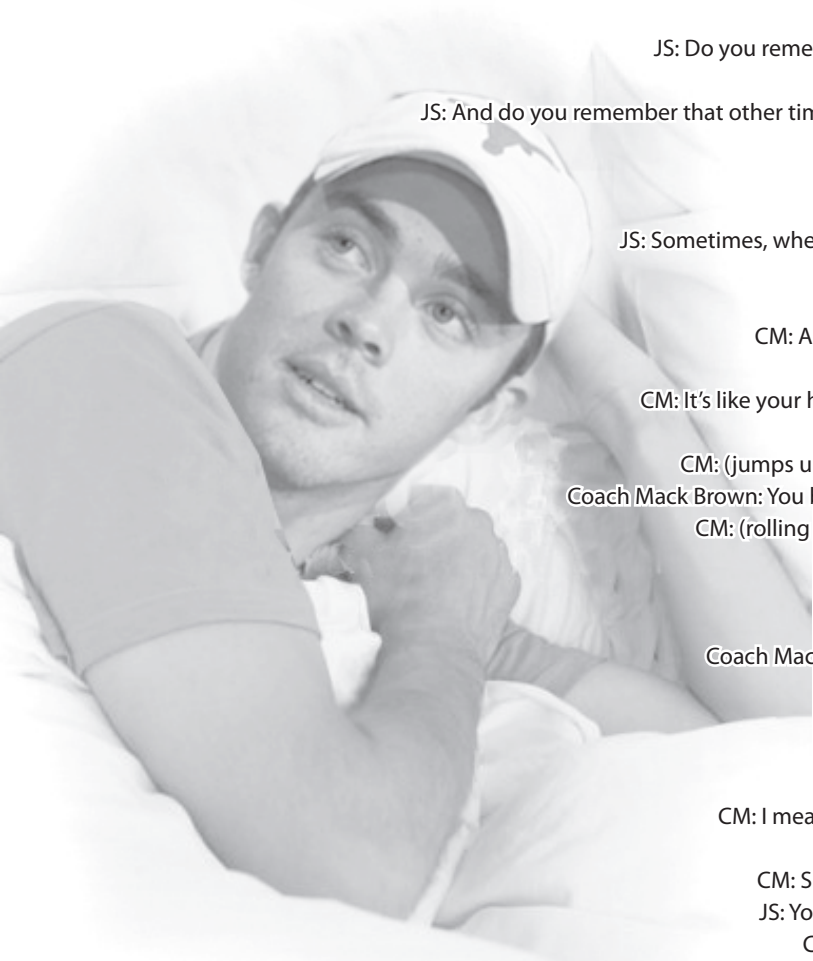 JS: Do you reme
JS: And do you remember that other tim
JS: Sometimes, whe
CM: A
CM: It’s like your h
CM: (jumps u
Coach Mack Brown: You
CM: (rolling
Coach Mac
CM: I mea
CM: S
JS: Yo
C